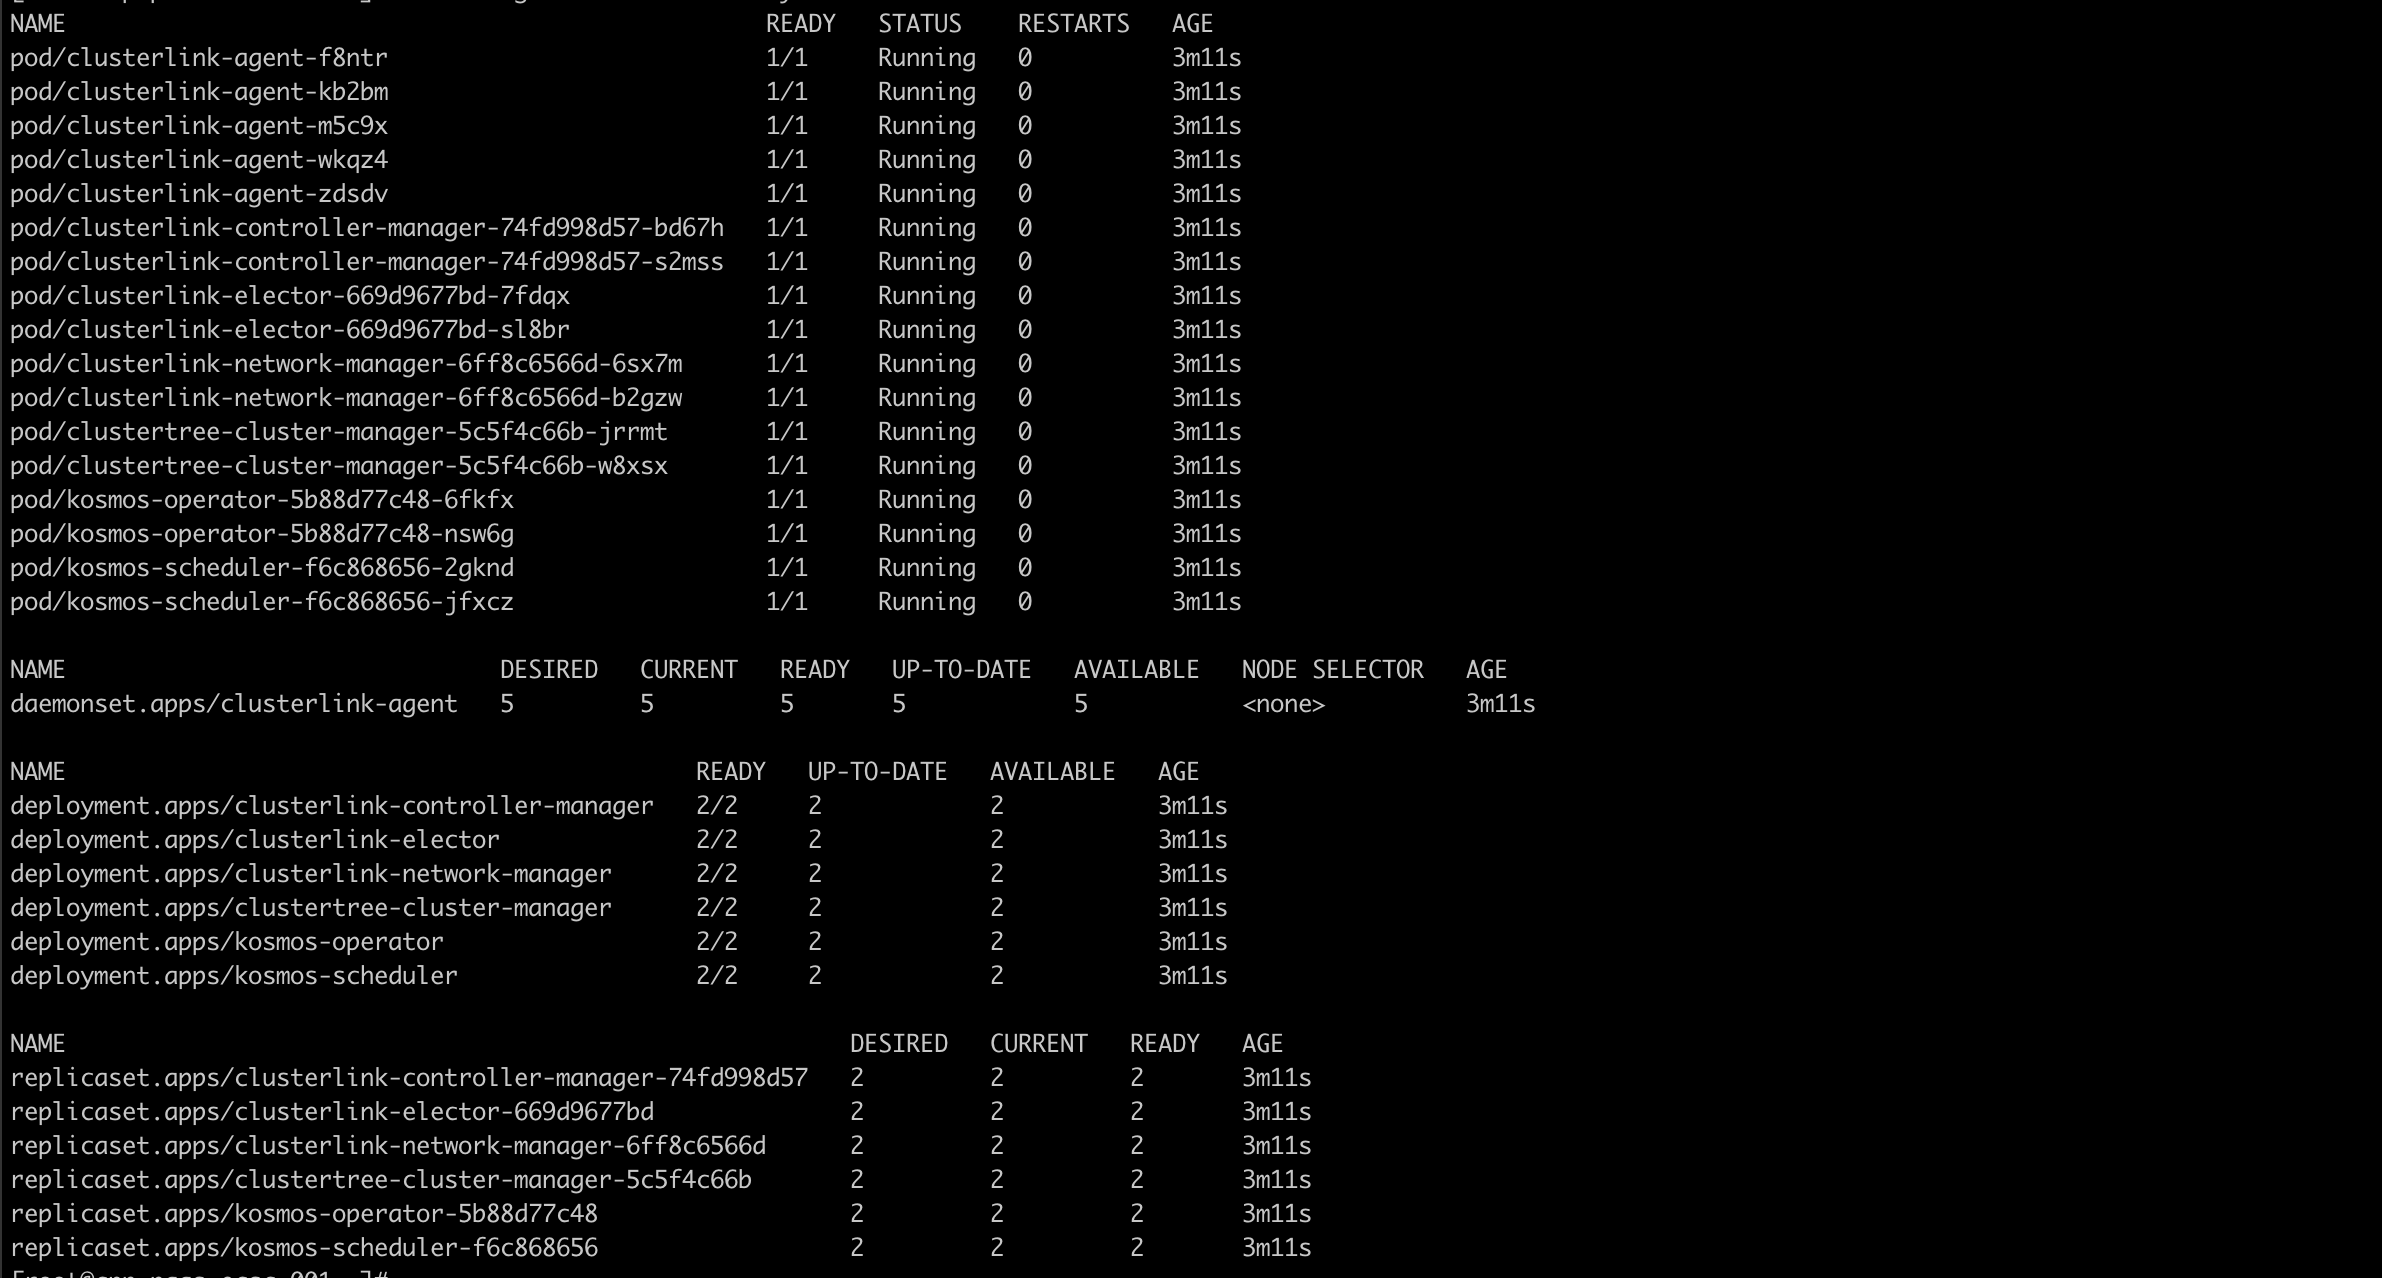 NAME READY STATUS RESTARTS AGE
pod/clusterlink-agent-f8ntr 1/1 Running 0 3m11s
pod/clusterlink-agent-kb2bm 1/1 Running 0 3m11s
pod/clusterlink-agent-m5c9x 1/1 Running 0 3m11s
pod/clusterlink-agent-wkqz4 1/1 Running 0 3m11s
pod/clusterlink-agent-zdsdv 1/1 Running 0 3m11s
pod/clusterlink-controller-manager-74fd998d57-bd67h 1/1 Running 0 3m11s
pod/clusterlink-controller-manager-74fd998d57-s2mss 1/1 Running 0 3m11s
pod/clusterlink-elector-669d9677bd-7fdqx 1/1 Running 0 3m11s
pod/clusterlink-elector-669d9677bd-sl8br 1/1 Running 0 3m11s
pod/clusterlink-network-manager-6ff8c6566d-6sx7m 1/1 Running 0 3m11s
pod/clusterlink-network-manager-6ff8c6566d-b2gzw 1/1 Running 0 3m11s
pod/clustertree-cluster-manager-5c5f4c66b-jrrmt 1/1 Running 0 3m11s
pod/clustertree-cluster-manager-5c5f4c66b-w8xsx 1/1 Running 0 3m11s
pod/kosmos-operator-5b88d77c48-6fkfx 1/1 Running 0 3m11s
pod/kosmos-operator-5b88d77c48-nsw6g 1/1 Running 0 3m11s
pod/kosmos-scheduler-f6c868656-2gknd 1/1 Running 0 3m11s
pod/kosmos-scheduler-f6c868656-jfxcz 1/1 Running 0 3m11s
NAME DESIRED CURRENT READY UP-TO-DATE AVAILABLE NODE SELECTOR AGE
daemonset.apps/clusterlink-agent 5 5 5 5 5 <none> 3m11s
NAME READY UP-TO-DATE AVAILABLE AGE
deployment.apps/clusterlink-controller-manager 2/2 2 2 3m11s
deployment.apps/clusterlink-elector 2/2 2 2 3m11s
deployment.apps/clusterlink-network-manager 2/2 2 2 3m11s
deployment.apps/clustertree-cluster-manager 2/2 2 2 3m11s
deployment.apps/kosmos-operator 2/2 2 2 3m11s
deployment.apps/kosmos-scheduler 2/2 2 2 3m11s
NAME DESIRED CURRENT READY AGE
replicaset.apps/clusterlink-controller-manager-74fd998d57 2 2 2 3m11s
replicaset.apps/clusterlink-elector-669d9677bd 2 2 2 3m11s
replicaset.apps/clusterlink-network-manager-6ff8c6566d 2 2 2 3m11s
replicaset.apps/clustertree-cluster-manager-5c5f4c66b 2 2 2 3m11s
replicaset.apps/kosmos-operator-5b88d77c48 2 2 2 3m11s
replicaset.apps/kosmos-scheduler-f6c868656 2 2 2 3m11s